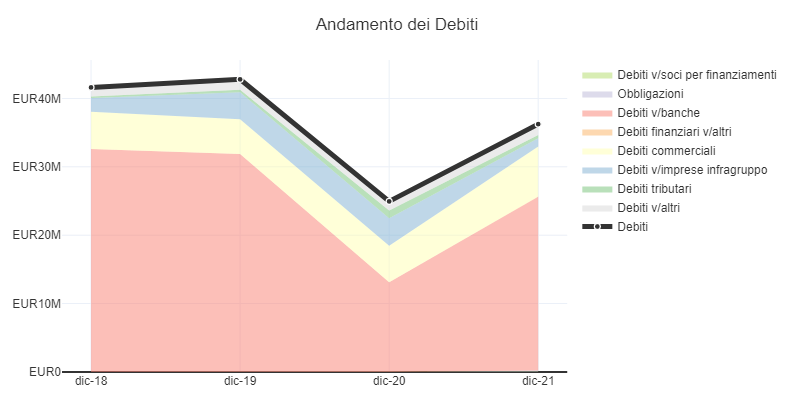 Andamento dei Debiti
EUR40M
EUR30M
EUR20M
EUR10M
EUR0
dic-18
dic-19
dic-20
dic-21
Debiti v/soci per finanziamenti
Obbligazioni
Debiti v/banche
Debiti finanziari v/altri
Debiti commerciali
Debiti v/imprese infragruppo
Debiti tributari
Debiti v/altri
Debiti